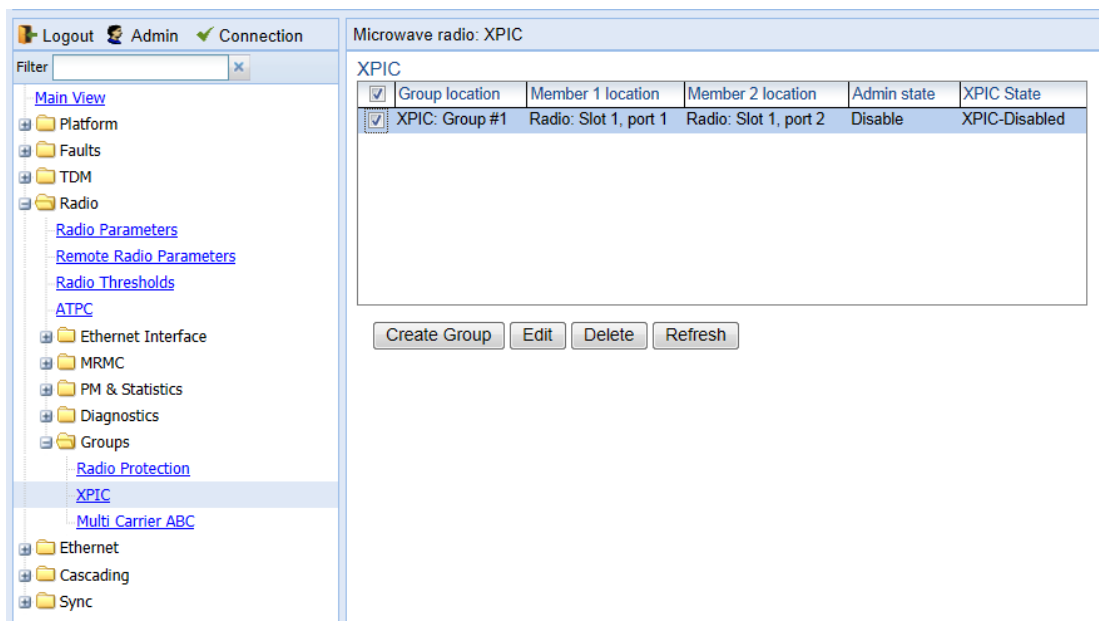 Logout Admin Connection
Filter
Main View
Platform
Faults
TDM
Radio
Radio Parameters
Remote Radio Parameters
Radio Thresholds
ATPC
Ethernet Interface
MRMC
PM & Statistics
Diagnostics
Groups
Radio Protection
XPIC
Multi Carrier ABC
Ethernet
Cascading
Sync
Microwave radio: XPIC
XPIC
Group location Member 1 location Member 2 location Admin state XPIC State
XPIC: Group #1 Radio: Slot 1, port 1 Radio: Slot 1, port 2 Disable XPIC-Disabled
Create Group Edit Delete Refresh